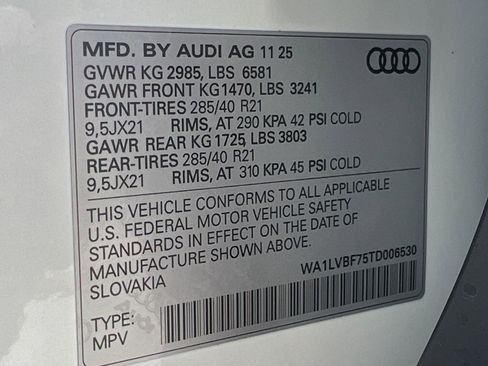 MFD. BY AUDI AG 11 25
GVWR KG 2985, LBS 6581
GAWR FRONT KG1470, LBS 3241
FRONT-TIRES 285/40 R21
9,5JX21 RIMS, AT 290 KPA 42 PSI COLD
GAWR REAR KG 1725, LBS 3803
REAR-TIRES 285/40 R21
9,5JX21 RIMS, AT 310 KPA 45 PSI COLD
THIS VEHICLE CONFORMS TO ALL APPLICABLE
U.S. FEDERAL MOTOR VEHICLE SAFETY
STANDARDS IN EFFECT ON THE DATE OF
MANUFACTURE SHOWN ABOVE.
SLOVAKIA
WA1LVBF75TD006530
TYPE:
MPV